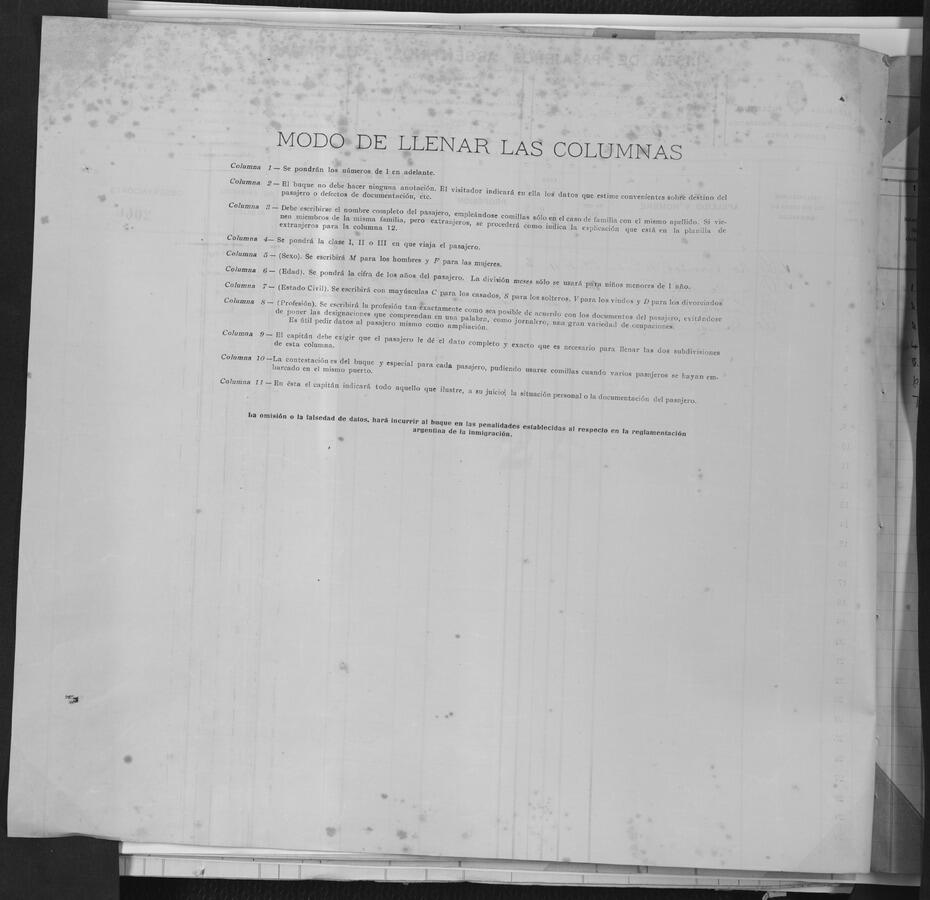 MODO DE LLENAR LAS COLUMNAS
Columna 1 — Se pondrán los números de 1 en adelante.
Columna 2 — El buque no debe hacer ninguna anotación. El visitador indicará en ella los datos que estime convenientes sobre destino del
pasajero o defectos de documentación, etc.
Columna 3 — Debe escribirse el nombre completo del pasajero, empleándose comillas sólo en el caso de familia con el mismo apellido. Si vie-
nen miembros de la misma familia, pero extranjeros, se procederá como indica la explicación que está en la planilla de
extranjeros para la columna 12.
Columna 4 — Se pondrá la clase I, II o III en que viaja el pasajero.
Columna 5 — (Sexo). Se escribirá M para los hombres y F para las mujeres.
Columna 6 — (Edad). Se pondrá la cifra de los años del pasajero. La división meses sólo se usará para niños menores de 1 año.
Columna 7 — (Estado Civil). Se escribirá con mayúsculas C para los casados, S para los solteros, V para los viudos y D para los divorciados
Columna 8 — (Profesión). Se escribirá la profesión tan exactamente como sea posible de acuerdo con los documentos del pasajero, evitándose
de poner las designaciones que comprendan en una palabra, como jornalero, una gran variedad de ocupaciones.
Es útil pedir datos al pasajero mismo como ampliación.
Columna 9 — El capitán debe exigir que el pasajero le dé el dato completo y exacto que es necesario para llenar las dos subdivisiones
de esta columna.
Columna 10 —La contestación es del buque y especial para cada pasajero, pudiendo usarse comillas cuando varios pasajeros se hayan em-
barcado en el mismo puerto.
Columna 11 — En ésta el capitán indicará todo aquello que ilustre, a su juicio, la situación personal o la documentación del pasajero.
La omisión o la falsedad de datos, hará incurrir al buque en las penalidades establecidas al respecto en la reglamentación
argentina de la inmigración.